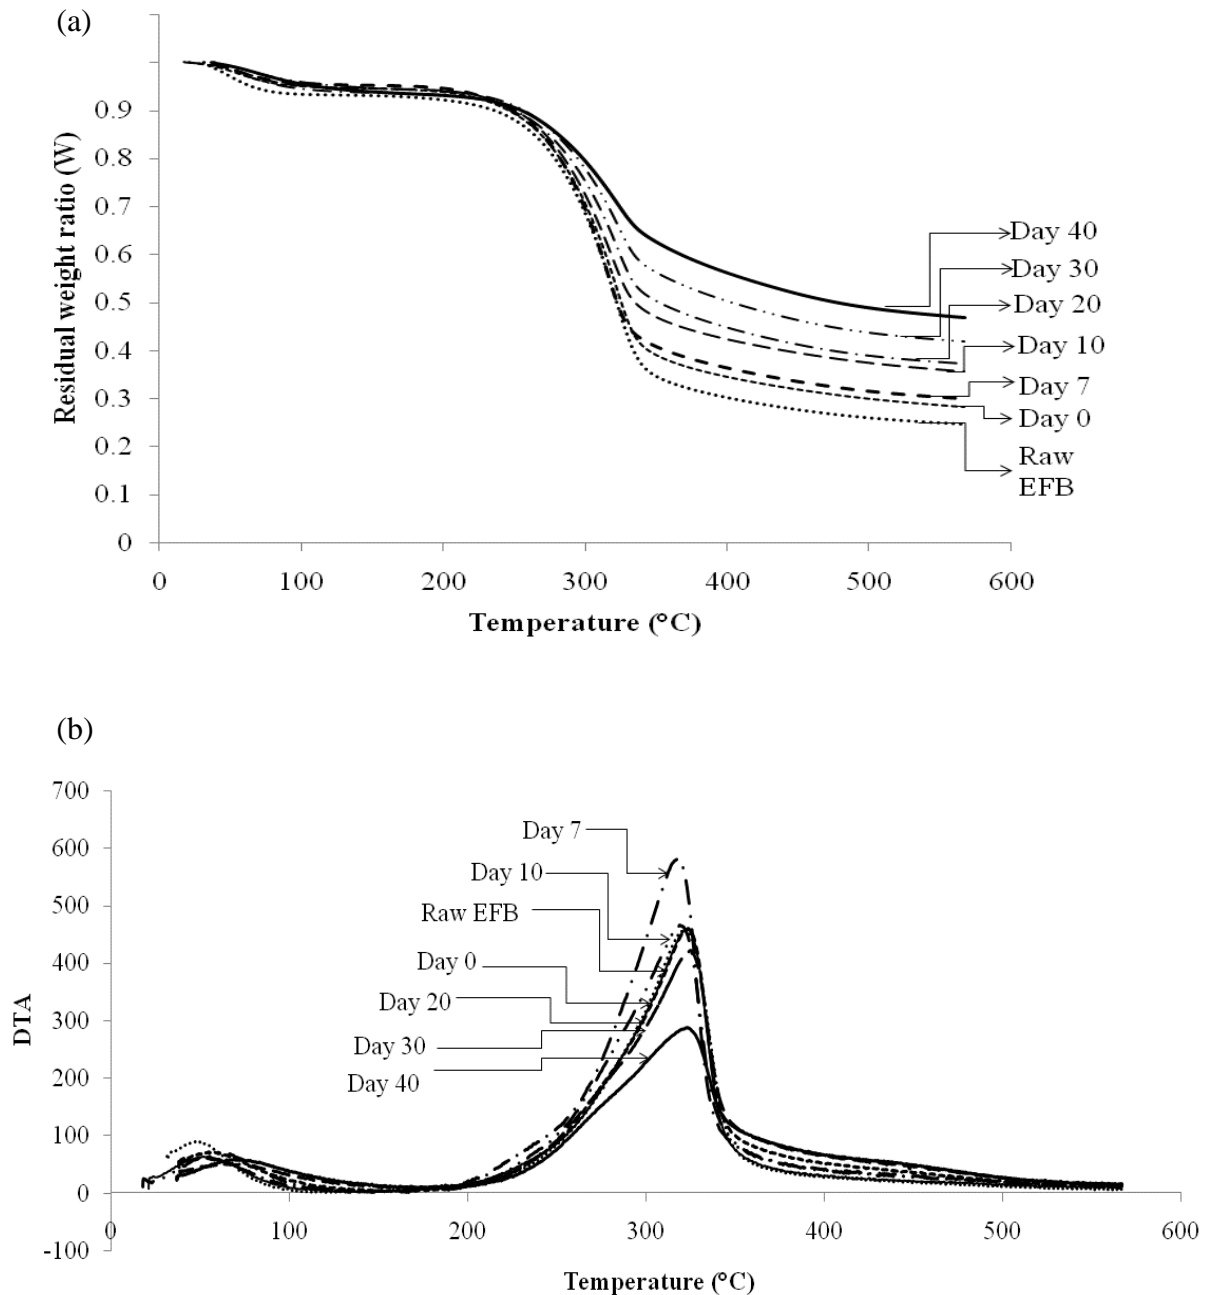 (a)
Residual weight ratio (W)
0.9
0.8
0.7
0.6
0.5
0.4
0.3
0.2
0.1
0
0 100 200 300 400 500 600
Temperature (°C)
Day 40
Day 30
Day 20
Day 10
Day 7
Day 0
Raw
EFB
(b)
DTA
700
600
500
400
300
200
100
0
-100
0 100 200 300 400 500 600
Temperature (°C)
Day 7
Day 10
Raw EFB
Day 0
Day 20
Day 30
Day 40